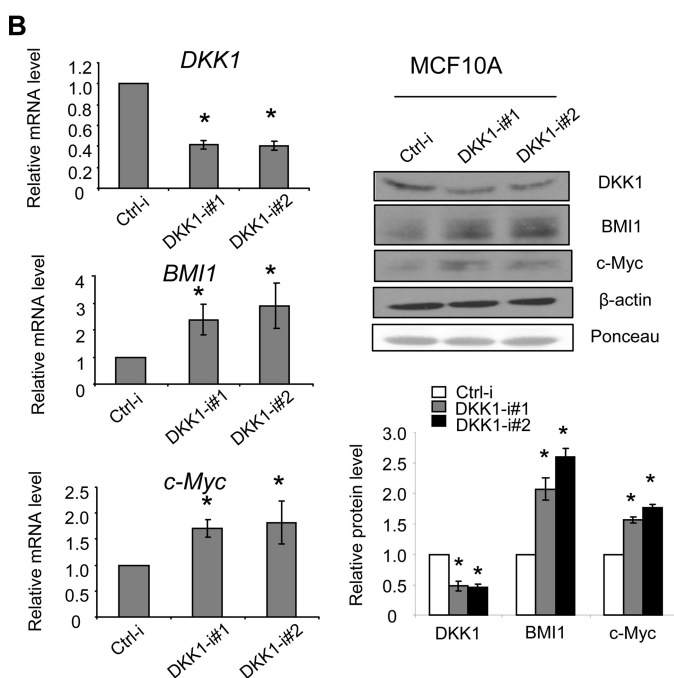 B
DKK1
Relative mRNA level
1.2
1.0
0.8
0.6
0.4
0.2
0
*
*
Ctrl-i
DKK1-i#1
DKK1-i#2
BMI1
Relative mRNA level
4
3
2
1
0
*
*
Ctrl-i
DKK1-i#1
DKK1-i#2
c-Myc
Relative mRNA level
2.5
2.0
1.5
1.0
0.5
0
*
*
Ctrl-i
DKK1-i#1
DKK1-i#2
MCF10A
Ctrl-i
DKK1-i#1
DKK1-i#2
DKK1
BMI1
c-Myc
β-actin
Ponceau
Ctrl-i
DKK1-i#1
DKK1-i#2
Relative protein level
3.0
2.5
2.0
1.5
1.0
0.5
0
*
*
*
*
*
*
DKK1
BMI1
c-Myc